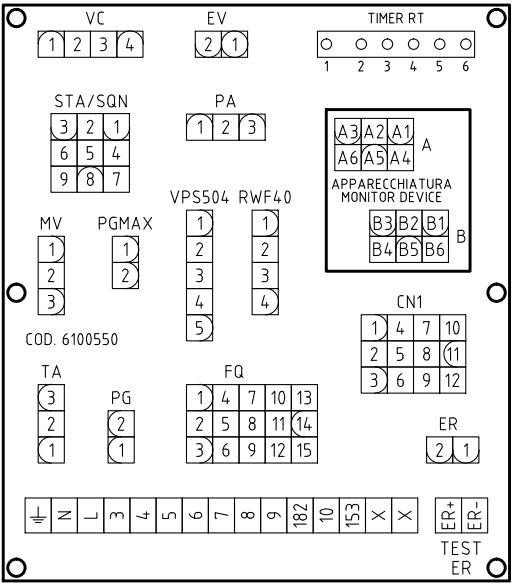 VC
1 2 3 4
EV
2 1
TIMER RT
1 2 3 4 5 6
STA/SQN
3 2 1
6 5 4
9 8 7
PA
1 2 3
A3 A2 A1
A6 A5 A4
A
APPARECCHIATURA
MONITOR DEVICE
B3 B2 B1
B4 B5 B6
B
MV
1
2
3
PGMAX
1
2
VPS504
1
2
3
4
5
RWF40
1
2
3
4
CN1
1 4 7 10
2 5 8 11
3 6 9 12
COD. 6100550
TA
3
2
1
PG
2
1
FQ
1 4 7 10 13
2 5 8 11 14
3 6 9 12 15
ER
2 1
N L 3 4 5 6 7 8 9 182 10 153 X X
ER+ ER-
TEST
ER